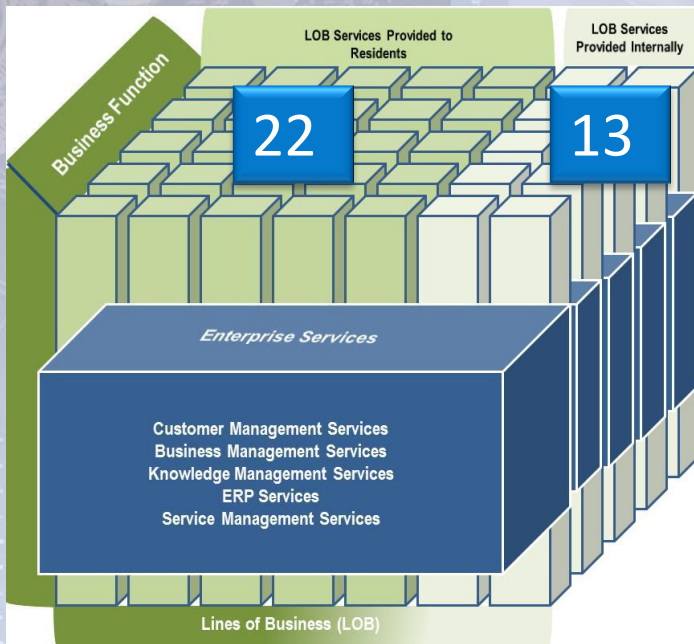 LOB Services Provided to
Residents
LOB Services
Provided Internally
Business Function
22
13
Enterprise Services
Customer Management Services
Business Management Services
Knowledge Management Services
ERP Services
Service Management Services
Lines of Business (LOB)